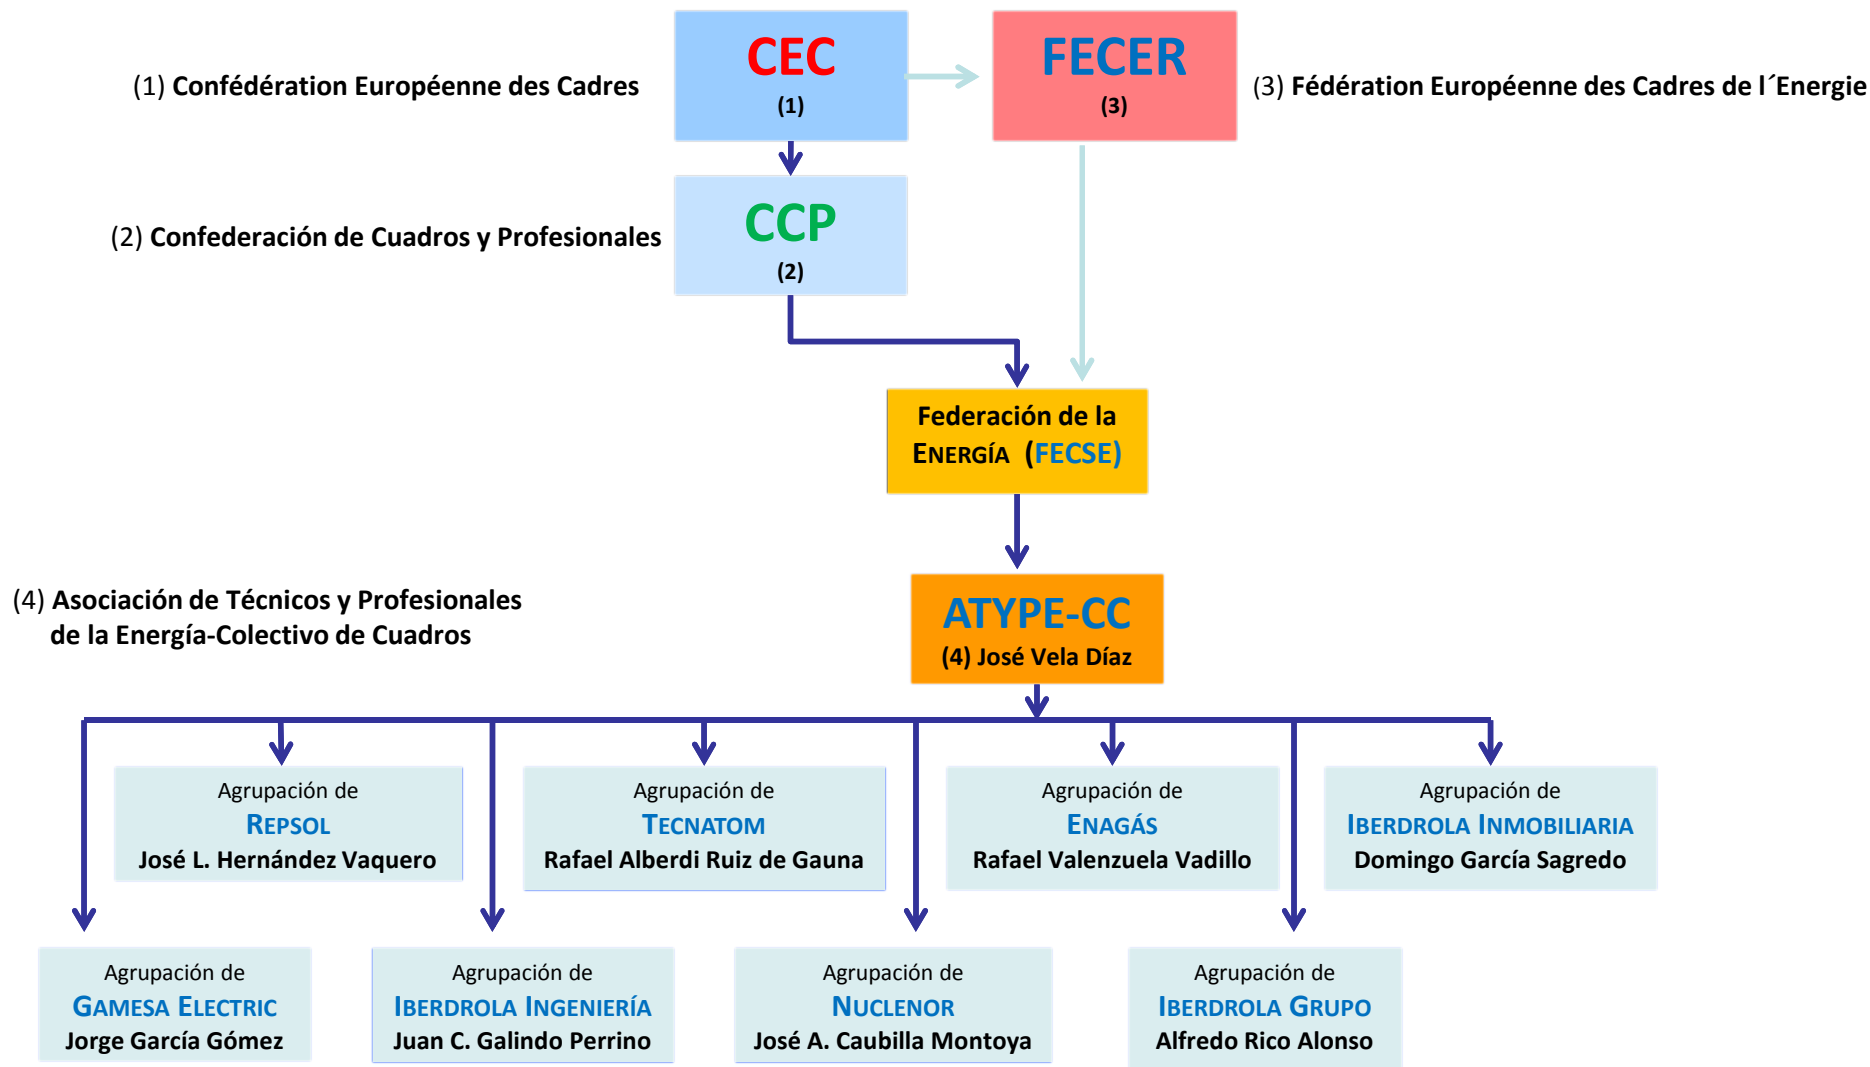 CEC
(1)
FECER
(3)
(1) Confédération Européenne des Cadres
(3) Fédération Européenne des Cadres de l´Energie
CCP
(2)
(2) Confederación de Cuadros y Profesionales
Federación de la
ENERGÍA (FECSE)
(4) Asociación de Técnicos y Profesionales
de la Energía-Colectivo de Cuadros
ATYPE-CC
(4) José Vela Díaz
Agrupación de
REPSOL
José L. Hernández Vaquero
Agrupación de
TECNATOM
Rafael Alberdi Ruiz de Gauna
Agrupación de
ENAGÁS
Rafael Valenzuela Vadillo
Agrupación de
IBERDROLA INMOBILIARIA
Domingo García Sagredo
Agrupación de
GAMESA ELECTRIC
Jorge García Gómez
Agrupación de
IBERDROLA INGENIERÍA
Juan C. Galindo Perrino
Agrupación de
NUCLENOR
José A. Caubilla Montoya
Agrupación de
IBERDROLA GRUPO
Alfredo Rico Alonso